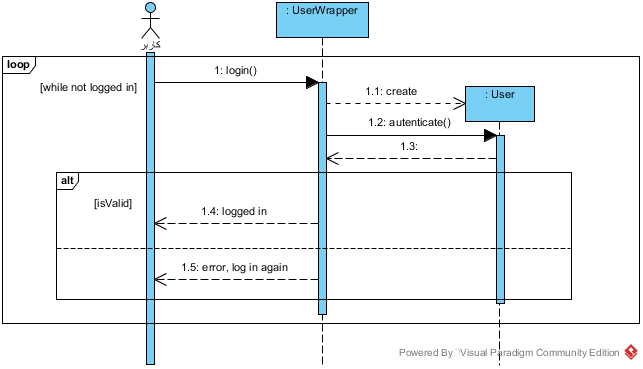 : UserWrapper
کاربر
loop
1: login()
[while not logged in]
1.1: create
: User
1.2: autenticate()
1.3:
alt
[isValid]
1.4: logged in
1.5: error, log in again
Powered By Visual Paradigm Community Edition